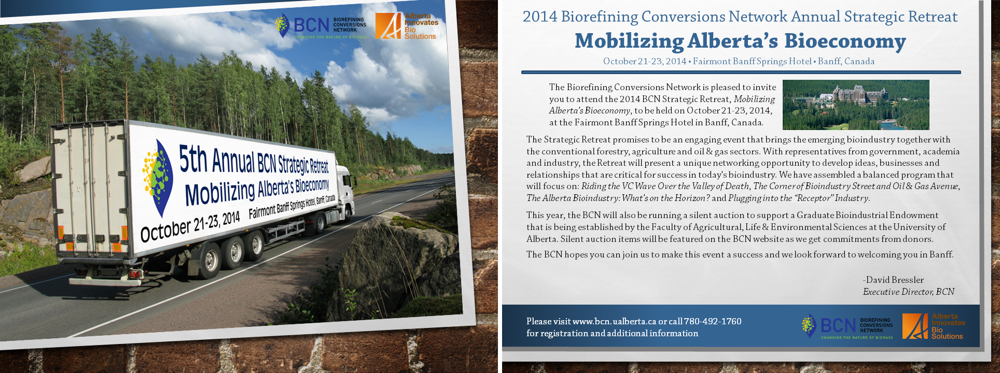 BCN
BIOREFINING
CONVERSIONS
NETWORK
CHANGING THE NATURE OF BIOMASS
Alberta
Innovates
Bio
Solutions
5th Annual BCN Strategic Retreat
Mobilizing Alberta's Bioeconomy
October 21-23, 2014 Fairmont Banff Springs Hotel, Banff, Canada
2014 Biorefining Conversions Network Annual Strategic Retreat
Mobilizing Alberta’s Bioeconomy
October 21-23, 2014 • Fairmont Banff Springs Hotel • Banff, Canada
The Biorefining Conversions Network is pleased to invite
you to attend the 2014 BCN Strategic Retreat, Mobilizing
Alberta’s Bioeconomy, to be held on October 21-23, 2014,
at the Fairmont Banff Springs Hotel in Banff, Canada.
The Strategic Retreat promises to be an engaging event that brings the emerging bioindustry together with
the conventional forestry, agriculture and oil & gas sectors. With representatives from government, academia
and industry, the Retreat will present a unique networking opportunity to develop ideas, businesses and
relationships that are critical for success in today's bioindustry. We have assembled a balanced program that
will focus on: Riding the VC Wave Over the Valley of Death, The Corner of Bioindustry Street and Oil & Gas Avenue,
The Alberta Bioindustry: What’s on the Horizon? and Plugging into the “Receptor” Industry.
This year, the BCN will also be running a silent auction to support a Graduate Bioindustrial Endowment
that is being established by the Faculty of Agricultural, Life & Environmental Sciences at the University of
Alberta. Silent auction items will be featured on the BCN website as we get commitments from donors.
The BCN hopes you can join us to make this event a success and we look forward to welcoming you in Banff.
-David Bressler
Executive Director, BCN
Please visit www.bcn.ualberta.ca or call 780-492-1760
for registration and additional information
BCN
BIOREFINING
CONVERSIONS
NETWORK
CHANGING THE NATURE OF BIOMASS
Alberta
Innovates
Bio
Solutions